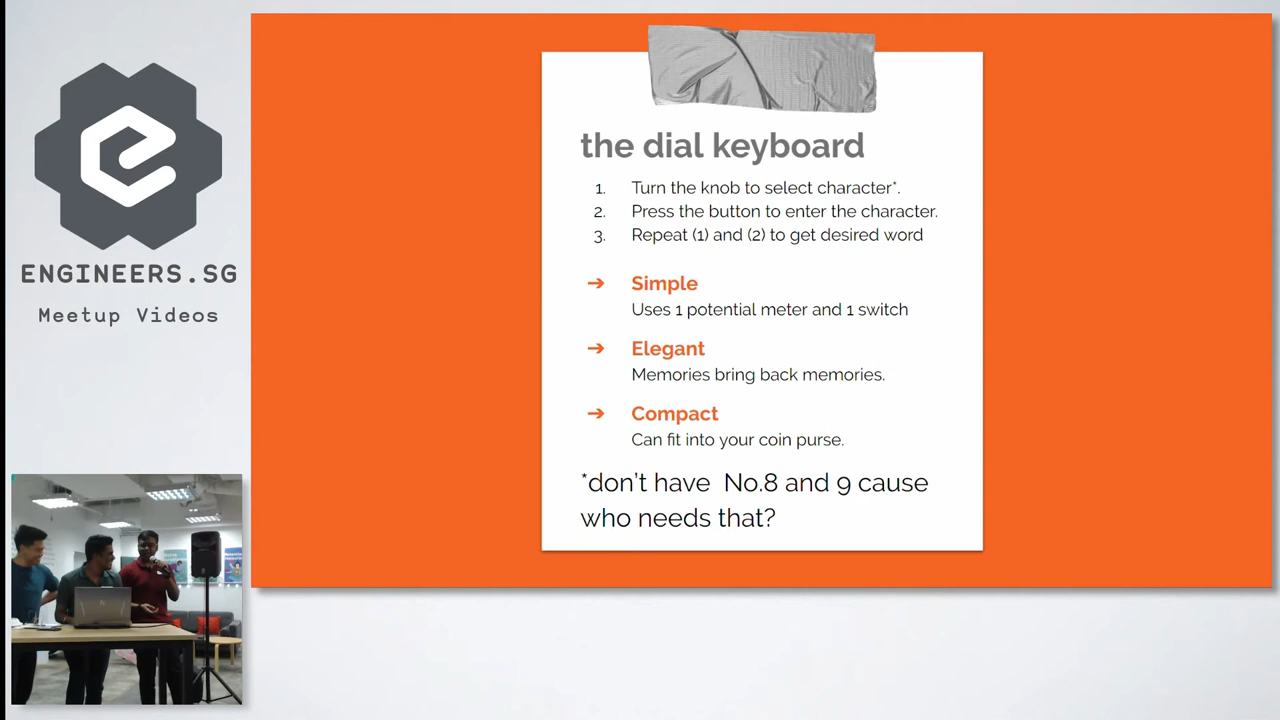 ENGINEERS.SG
Meetup Videos
the dial keyboard
1. Turn the knob to select character*.
2. Press the button to enter the character.
3. Repeat (1) and (2) to get desired word
➔ Simple
Uses 1 potential meter and 1 switch
➔ Elegant
Memories bring back memories.
➔ Compact
Can fit into your coin purse.
*don't have No.8 and 9 cause
who needs that?